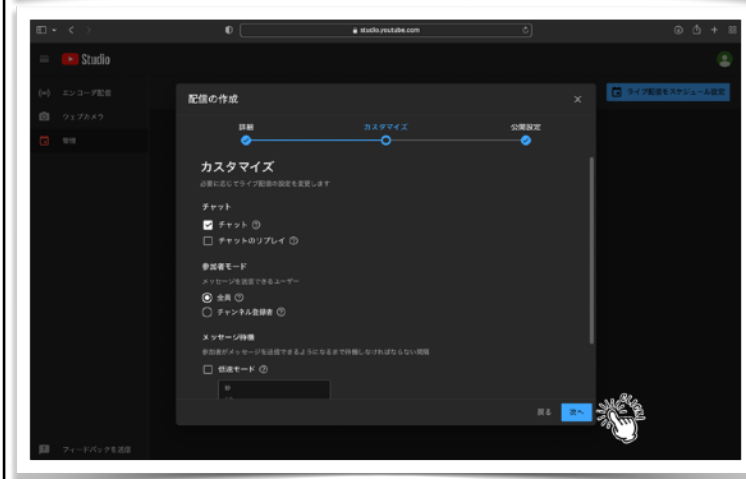 studio.youtube.com
Studio
エンコーダ配信
ウェブカメラ
管理
ライブ配信をスケジュール設定
配信の作成
詳細
カスタマイズ
公開設定
カスタマイズ
必要に応じてライブ配信の設定を変更します
チャット
チャット
チャットのリプレイ
参加者モード
メッセージを送信できるユーザー
全員
チャンネル登録者
メッセージ待機
参加者がメッセージを送信できるようになるまで待機しなければならない間隔
低速モード
秒
戻る
次へ
CLICK!
フィードバックを送信